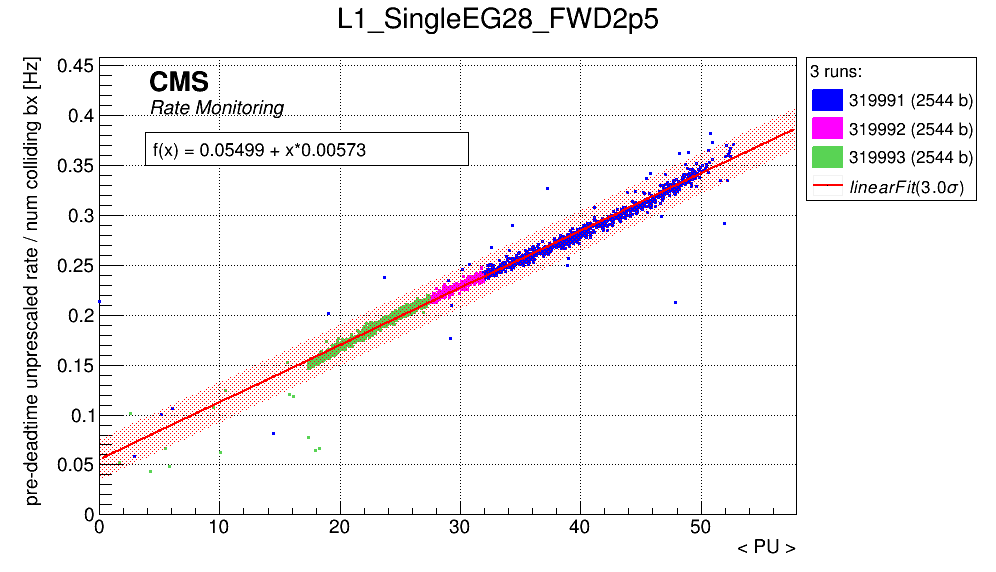 L1_SingleEG28_FWD2p5
pre-deadtime unprescaled rate / num colliding bx [Hz]
0.45
0.4
0.35
0.3
0.25
0.2
0.15
0.1
0.05
0
CMS
Rate Monitoring
f(x) = 0.05499 + x*0.00573
0 10 20 30 40 50
< PU >
3 runs:
319991 (2544 b)
319992 (2544 b)
319993 (2544 b)
linearFit(3.0σ)